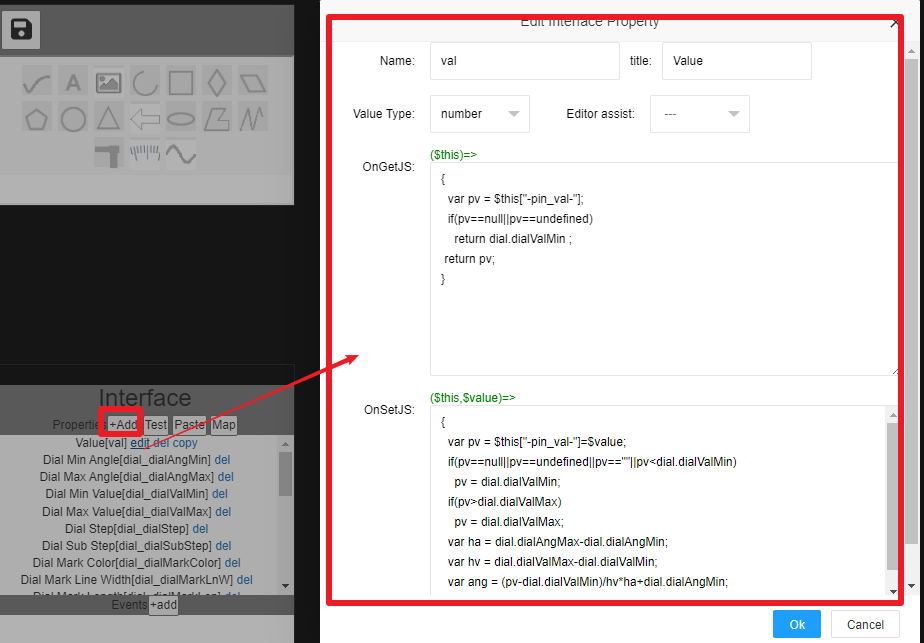 Edit Interface Property
Name:
val
title:
Value
Value Type:
number
Editor assist:
---
($this)=>
OnGetJS:
{
var pv = $this["-pin_val-"];
if(pv==null||pv==undefined)
return dial.dialValMin ;
return pv;
}
($this,$value)=>
OnSetJS:
{
var pv = $this["-pin_val-"]=$value;
if(pv==null||pv==undefined||pv==""||pv<dial.dialValMin)
pv = dial.dialValMin;
if(pv>dial.dialValMax)
pv = dial.dialValMax;
var ha = dial.dialAngMax-dial.dialAngMin;
var hv = dial.dialValMax-dial.dialValMin;
var ang = (pv-dial.dialValMin)/hv*ha+dial.dialAngMin;
Ok
Cancel
A
Interface
Properties +Add Test Paste Map
Value[val] edit del copy
Dial Min Angle[dial_dialAngMin] del
Dial Max Angle[dial_dialAngMax] del
Dial Min Value[dial_dialValMin] del
Dial Max Value[dial_dialValMax] del
Dial Step[dial_dialStep] del
Dial Sub Step[dial_dialSubStep] del
Dial Mark Color[dial_dialMarkColor] del
Dial Mark Line Width[dial_dialMarkLnW] del
Dial Mark Length[dial_dialMarkLen] del
Events +add